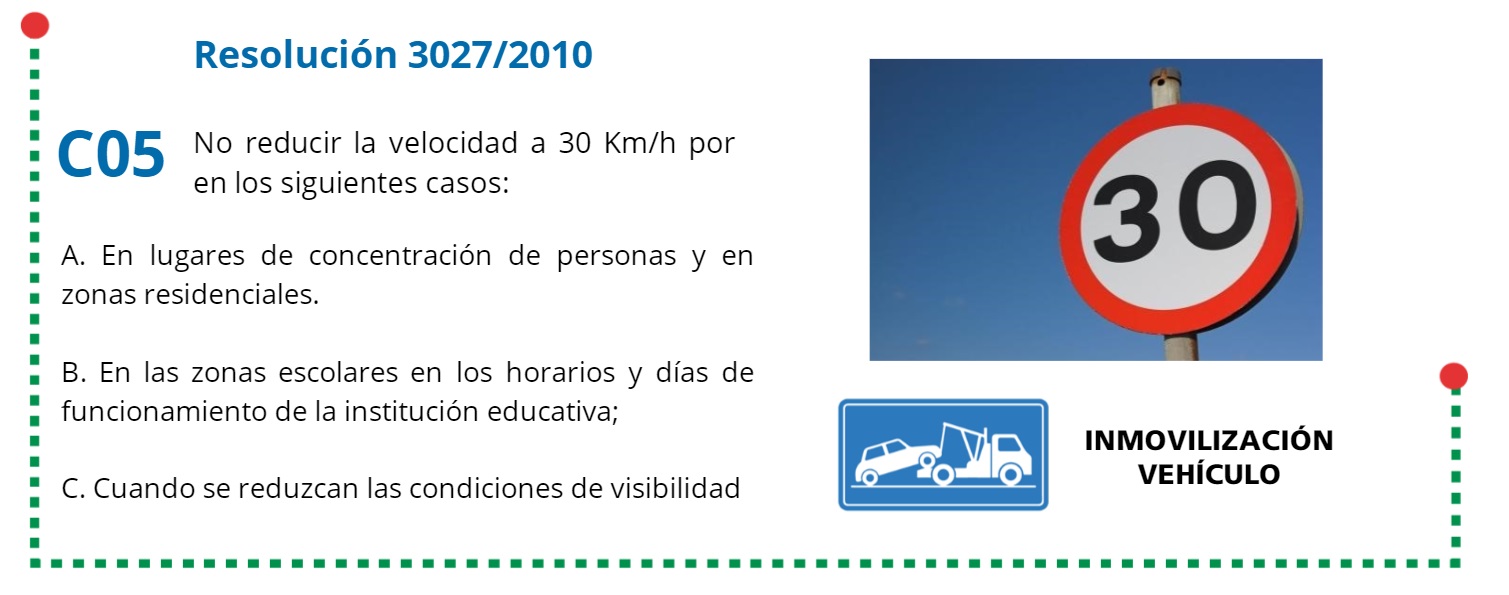 Resolución 3027/2010
C05
No reducir la velocidad a 30 Km/h por
en los siguientes casos:
A. En lugares de concentración de personas y en
zonas residenciales.
B. En las zonas escolares en los horarios y días de
funcionamiento de la institución educativa;
C. Cuando se reduzcan las condiciones de visibilidad
30
INMOVILIZACIÓN
VEHÍCULO